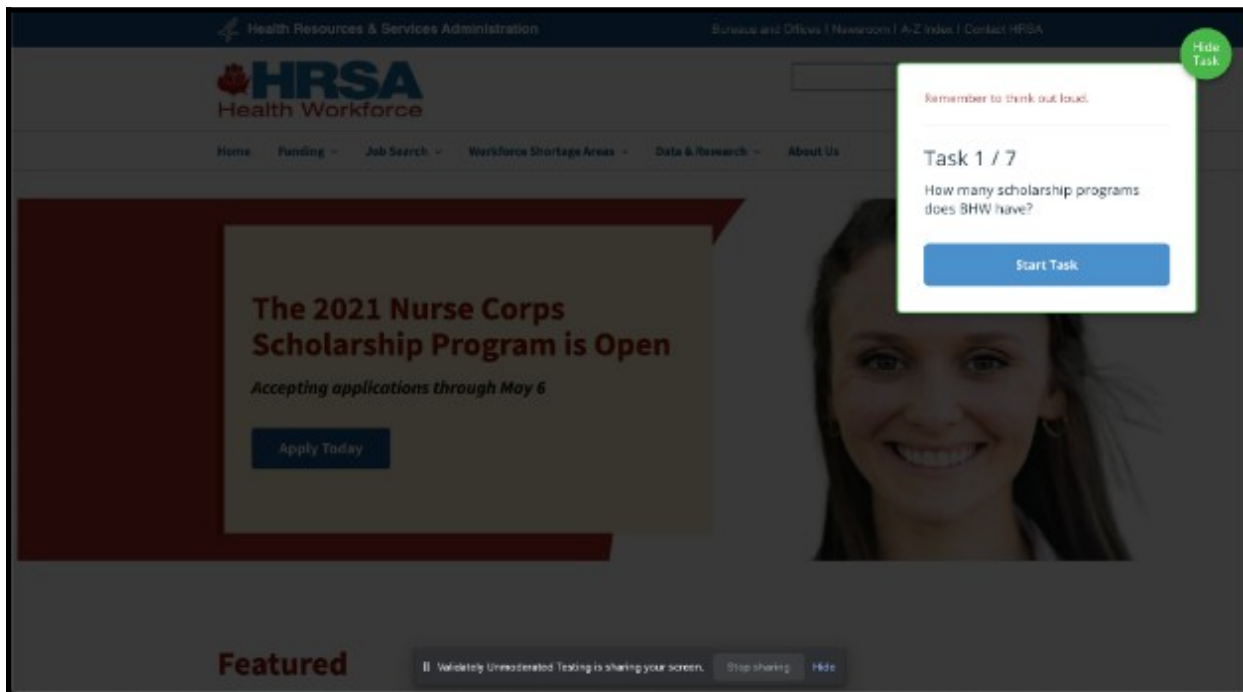 Health Resources & Services Administration
Bureaus and Offices | Newsroom | A-Z Index | Contact HRSA
Hide
Task
HRSA
Health Workforce
Remember to think out loud.
Home Funding Job Search Workforce Shortage Areas Data & Research About Us
Task 1 / 7
How many scholarship programs
does BHW have?
Start Task
The 2021 Nurse Corps
Scholarship Program is Open
Accepting applications through May 6
Apply Today
Featured
Validately Unmoderated Testing is sharing your screen. Stop sharing Hide